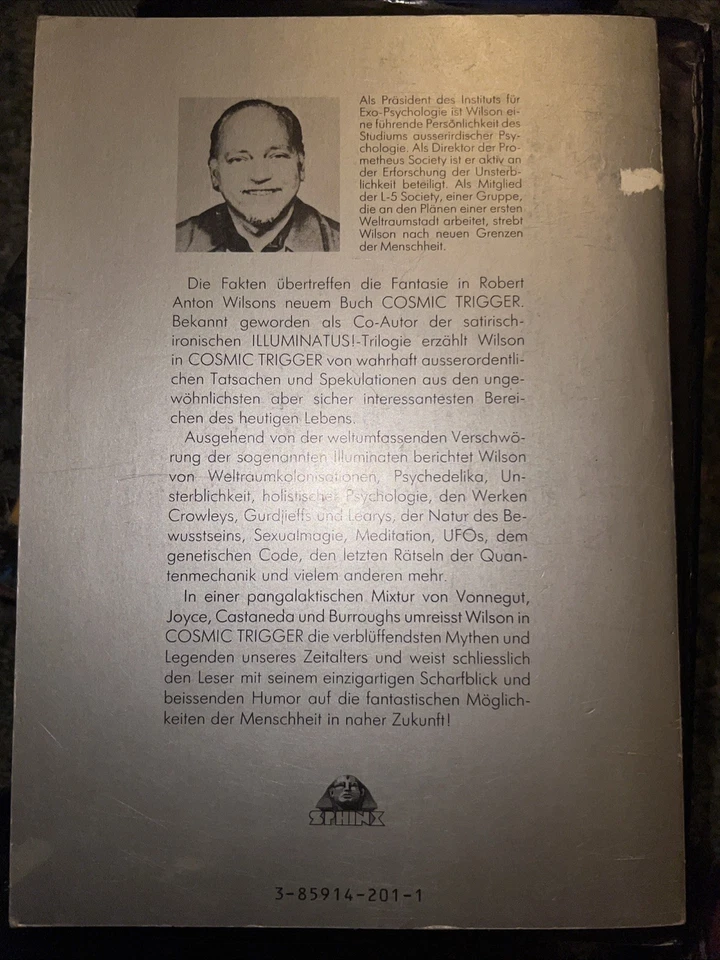 Als Präsident des Instituts für
Exo-Psychologie ist Wilson ei-
ne führende Persönlichkeit des
Studiums ausserirdischer Psy-
chologie. Als Direktor der Pro-
metheus Society ist er aktiv an
der Erforschung der Unsterb-
lichkeit beteiligt. Als Mitglied
der L-5 Society, einer Gruppe,
die an den Plänen einer ersten
Weltraumstadt arbeitet, strebt
Wilson nach neuen Grenzen
der Menschheit.
Die Fakten übertreffen die Fantasie in Robert
Anton Wilsons neuem Buch COSMIC TRIGGER.
Bekannt geworden als Co-Autor der satirisch-
ironischen ILLUMINATUS!-Trilogie erzählt Wilson
in COSMIC TRIGGER von wahrhaft ausserordentli-
chen Tatsachen und Spekulationen aus den unge-
wöhnlichsten aber sicher interessantesten Berei-
chen des heutigen Lebens.
Ausgehend von der weltumfassenden Verschwö-
rung der sogenannten Illuminaten berichtet Wilson
von Weltraumkolonisationen, Psychedelika, Un-
sterblichkeit, holistischer Psychologie, den Werken
Crowleys, Gurdjieffs und Learys, der Natur des Be-
wusstseins, Sexualmagie, Meditation, UFOs, dem
genetischen Code, den letzten Rätseln der Quan-
tenmechanik und vielem anderen mehr.
In einer pangalaktischen Mixtur von Vonnegut,
Joyce, Castaneda und Burroughs umreisst Wilson in
COSMIC TRIGGER die verblüffendsten Mythen und
Legenden unseres Zeitalters und weist schliesslich
den Leser mit seinem einzigartigen Scharfblick und
beissenden Humor auf die fantastischen Möglich-
keiten der Menschheit in naher Zukunft!
SPHINX
3-85914-201-1